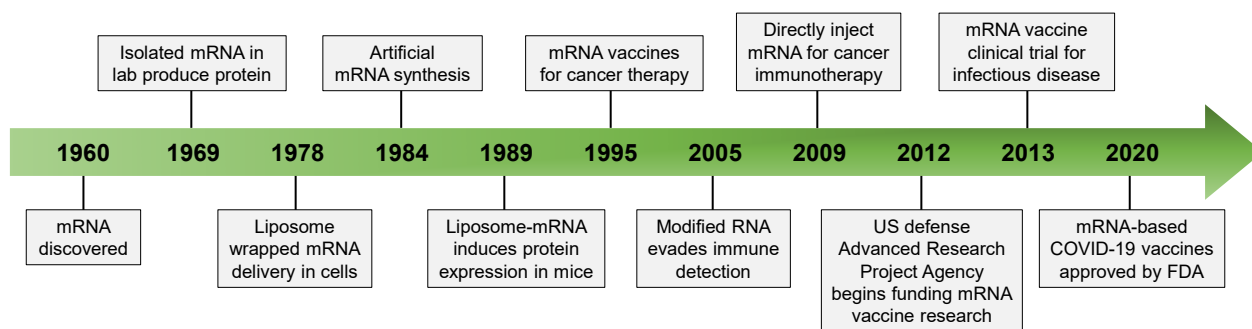 Isolated mRNA in
lab produce protein
Artificial
mRNA synthesis
mRNA vaccines
for cancer therapy
Directly inject
mRNA for cancer
immunotherapy
mRNA vaccine
clinical trial for
infectious disease
1960 1969 1978 1984 1989 1995 2005 2009 2012 2013 2020
mRNA
discovered
Liposome
wrapped mRNA
delivery in cells
Liposome-mRNA
induces protein
expression in mice
Modified RNA
evades immune
detection
US defense
Advanced Research
Project Agency
begins funding mRNA
vaccine research
mRNA-based
COVID-19 vaccines
approved by FDA